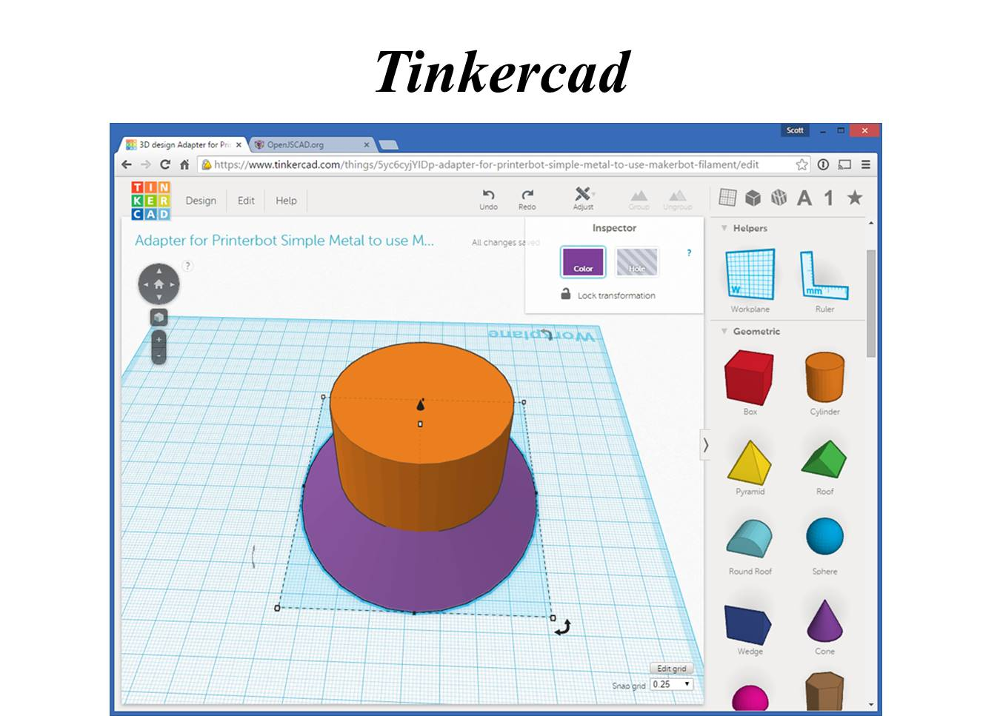 Tinkercad
Scott
3D design Adapter for Pri
OpenJSCAD.org
https://www.tinkercad.com/things/5yc6cyjYlDp-adapter-for-printerbot-simple-metal-to-use-makerbot-filament/edit
TIN
KER
CAD
Design
Edit
Help
Undo
Redo
Adjust
Group
Ungroup
A
1
Adapter for Printerbot Simple Metal to use M...
All changes saved
Inspector
Color
Hole
?
Lock transformation
?
Workplane
Helpers
W
mm
Workplane
Ruler
Geometric
Box
Cylinder
Pyramid
Roof
Round Roof
Sphere
Wedge
Cone
Edit grid
Snap grid
0.25